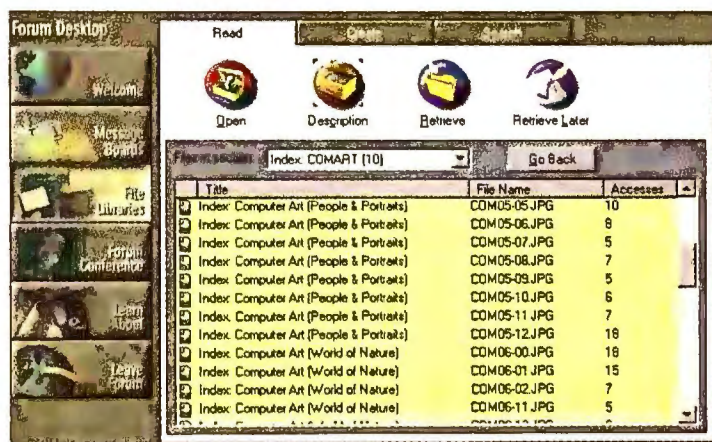 Forum Desktop
Read
Search
Welcome
Message
Boards
File
Libraries
Forum
Conference
Learn
About
Leave
Forum
Open Description Retrieve Retrieve Later
Index: COMART (10) Go Back
Title File Name Accesses
Index: Computer Art (People & Portraits) COM05-05.JPG 10
Index: Computer Art (People & Portraits) COM05-06.JPG 8
Index: Computer Art (People & Portraits) COM05-07.JPG 5
Index: Computer Art (People & Portraits) COM05-08.JPG 7
Index: Computer Art (People & Portraits) COM05-09.JPG 5
Index: Computer Art (People & Portraits) COM05-10.JPG 6
Index: Computer Art (People & Portraits) COM05-11.JPG 7
Index: Computer Art (People & Portraits) COM05-12.JPG 18
Index: Computer Art (World of Nature) COM06-00.JPG 18
Index: Computer Art (World of Nature) COM06-01.JPG 15
Index: Computer Art (World of Nature) COM06-02.JPG 7
Index: Computer Art (World of Nature) COM06-11.JPG 5